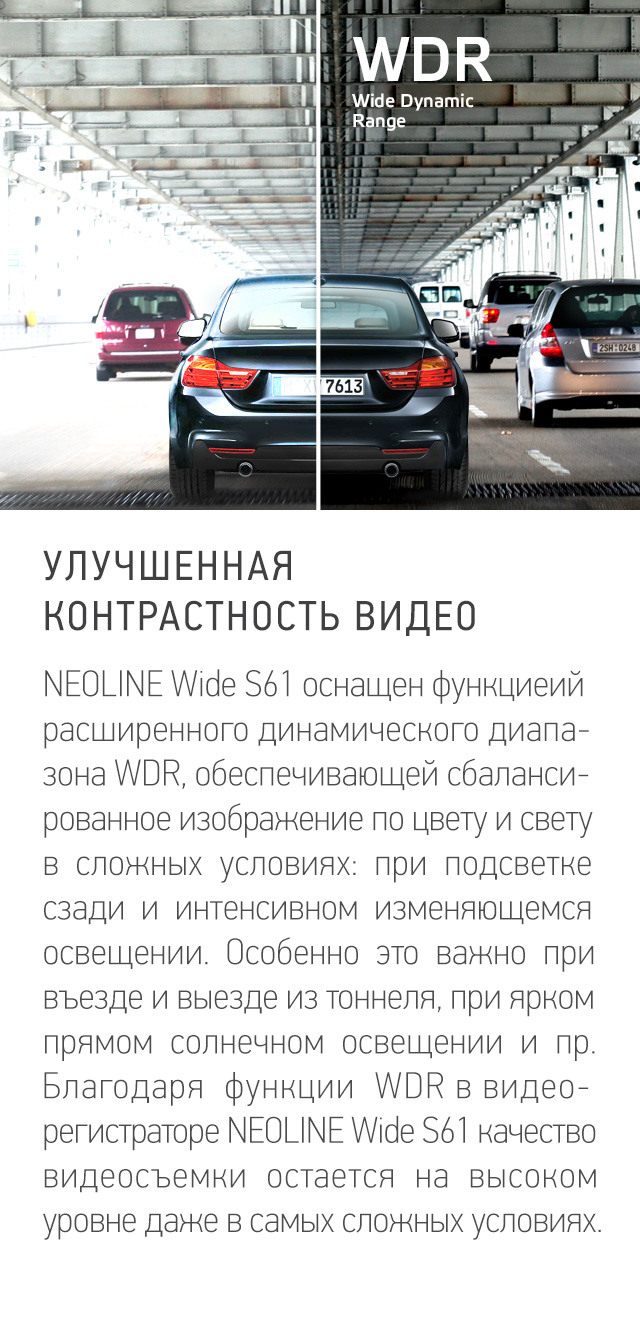 WDR
Wide Dynamic
Range
2SH 0248
7613
УЛУЧШЕННАЯ
КОНТРАСТНОСТЬ ВИДЕО
NEOLINE Wide S61 оснащен функциеий
расширенного динамического диапа-
зона WDR, обеспечивающей сбаланси-
рованное изображение по цвету и свету
в сложных условиях: при подсветке
сзади и интенсивном изменяющемся
освещении. Особенно это важно при
въезде и выезде из тоннеля, при ярком
прямом солнечном освещении и пр.
Благодаря функции WDR в видео-
регистраторе NEOLINE Wide S61 качество
видеосъемки остается на высоком
уровне даже в самых сложных условиях.